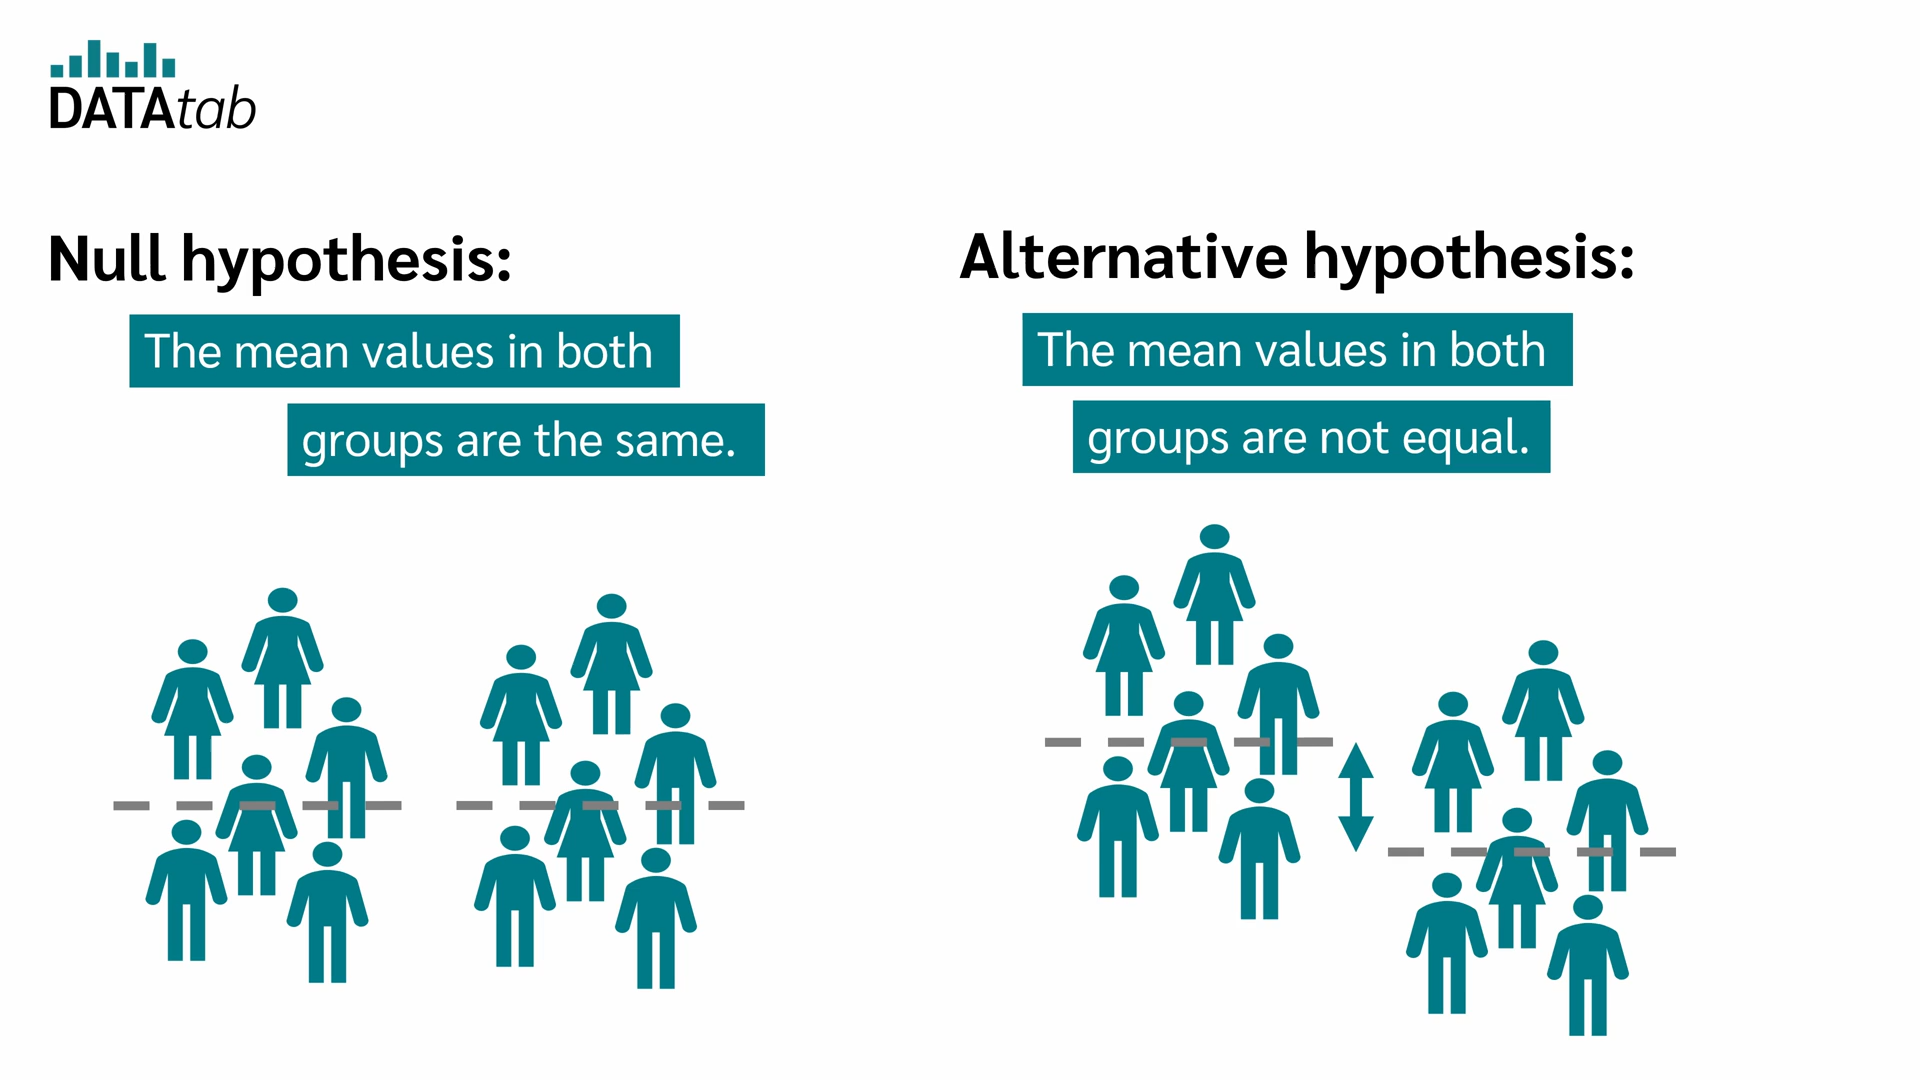 DATAtab
Null hypothesis:
The mean values in both
groups are the same.
Alternative hypothesis:
The mean values in both
groups are not equal.